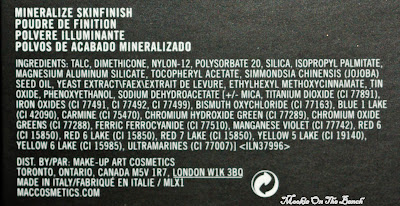 MINERALIZE SKINFINISH
POUDRE DE FINITION
POLVERE ILLUMINANTE
POLVOS DE ACABADO MINERALIZADO
INGREDIENTS: TALC, DIMETHICONE, NYLON-12, POLYSORBATE 20, SILICA, ISOPROPYL PALMITATE,
MAGNESIUM ALUMINUM SILICATE, TOCOPHERYL ACETATE, SIMMONDSIA CHINENSIS (JOJOBA)
SEED OIL, YEAST EXTRACT\FAEX\EXTRAIT DE LEVURE, ETHYLHEXYL METHOXYCINNAMATE, TIN
OXIDE, PHENOXYETHANOL, SODIUM DEHYDROACETATE [+/- MICA, TITANIUM DIOXIDE (CI 77891),
IRON OXIDES (CI 77491, CI 77492, CI 77499), BISMUTH OXYCHLORIDE (CI 77163), BLUE 1 LAKE
(CI 42090), CARMINE (CI 75470), CHROMIUM HYDROXIDE GREEN (CI 77289), CHROMIUM OXIDE
GREENS (CI 77288), FERRIC FERROCYANIDE (CI 77510), MANGANESE VIOLET (CI 77742), RED 6
(CI 15850), RED 6 LAKE (CI 15850), RED 7 LAKE (CI 15850), YELLOW 5 LAKE (CI 19140),
YELLOW 6 LAKE (CI 15985), ULTRAMARINES (CI 77007)] <ILN37996>
DIST. BY/PAR: MAKE-UP ART COSMETICS
TORONTO, ONTARIO, CANADA M5V 1R7, LONDON W1K 3BQ
MADE IN ITALY/FABRIQUÉ EN ITALIE / MLX1
MACCOSMETICS.COM
Mookie On The Bench